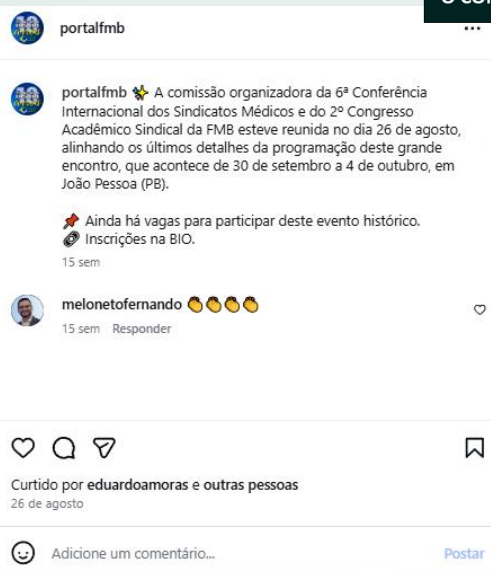 portalfmb
portalfmb ✨ A comissão organizadora da 6ª Conferência
Internacional dos Sindicatos Médicos e do 2º Congresso
Acadêmico Sindical da FMB esteve reunida no dia 26 de agosto,
alinhando os últimos detalhes da programação deste grande
encontro, que acontece de 30 de setembro a 4 de outubro, em
João Pessoa (PB).
📌 Ainda há vagas para participar deste evento histórico.
🔗 Inscrições na BIO.
15 sem
melonetofernando 👏👏👏👏
15 sem Responder
Curtido por eduardoamoras e outras pessoas
26 de agosto
Adicione um comentário... Postar